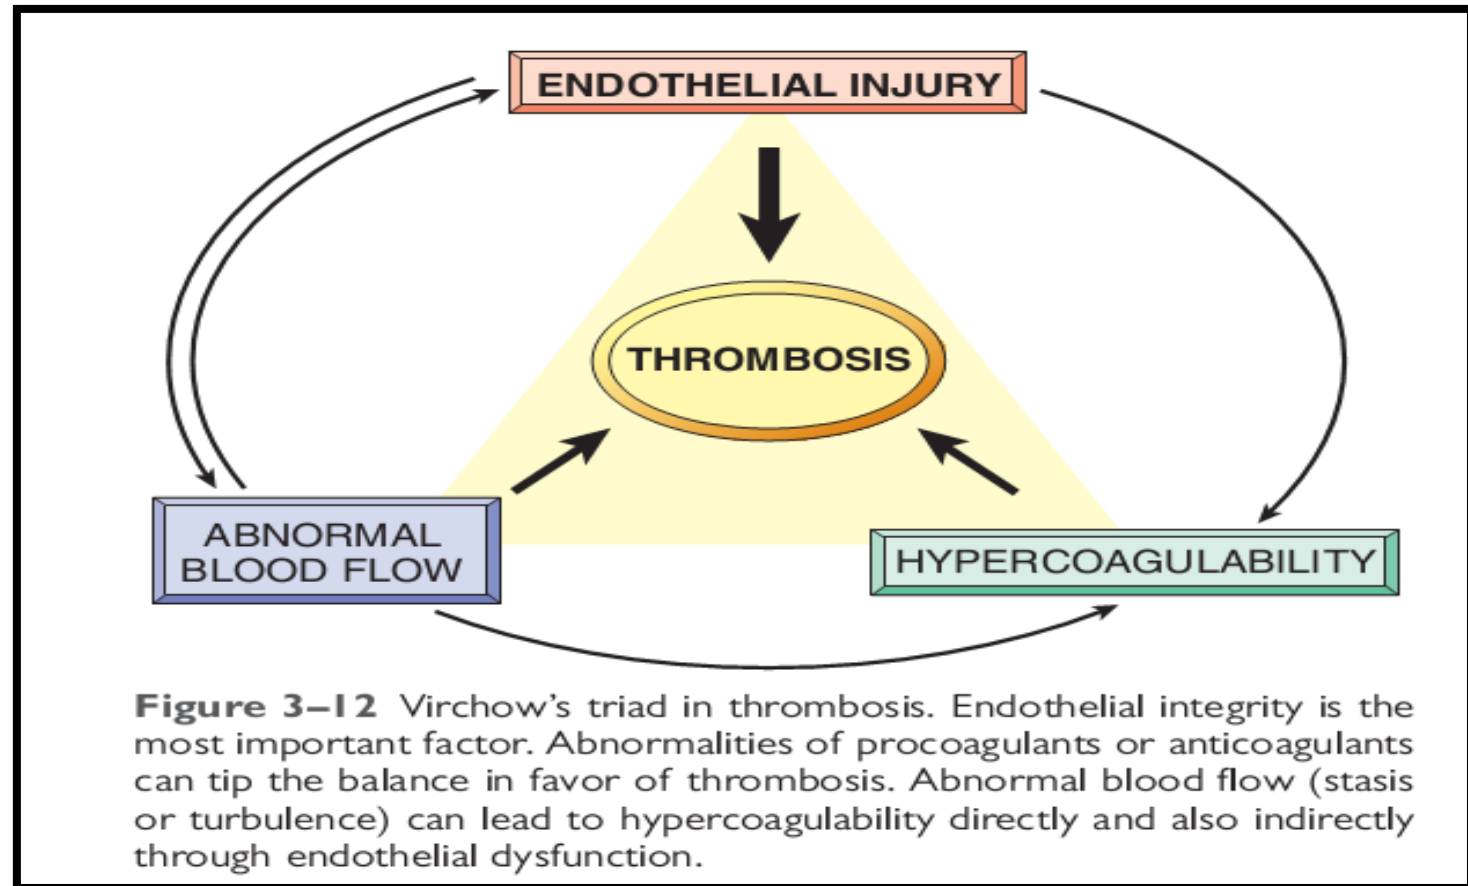 ENDOTHELIAL INJURY
THROMBOSIS
ABNORMAL
BLOOD FLOW
HYPERCOAGULABILITY
Figure 3–12 Virchow’s triad in thrombosis. Endothelial integrity is the
most important factor. Abnormalities of procoagulants or anticoagulants
can tip the balance in favor of thrombosis. Abnormal blood flow (stasis
or turbulence) can lead to hypercoagulability directly and also indirectly
through endothelial dysfunction.